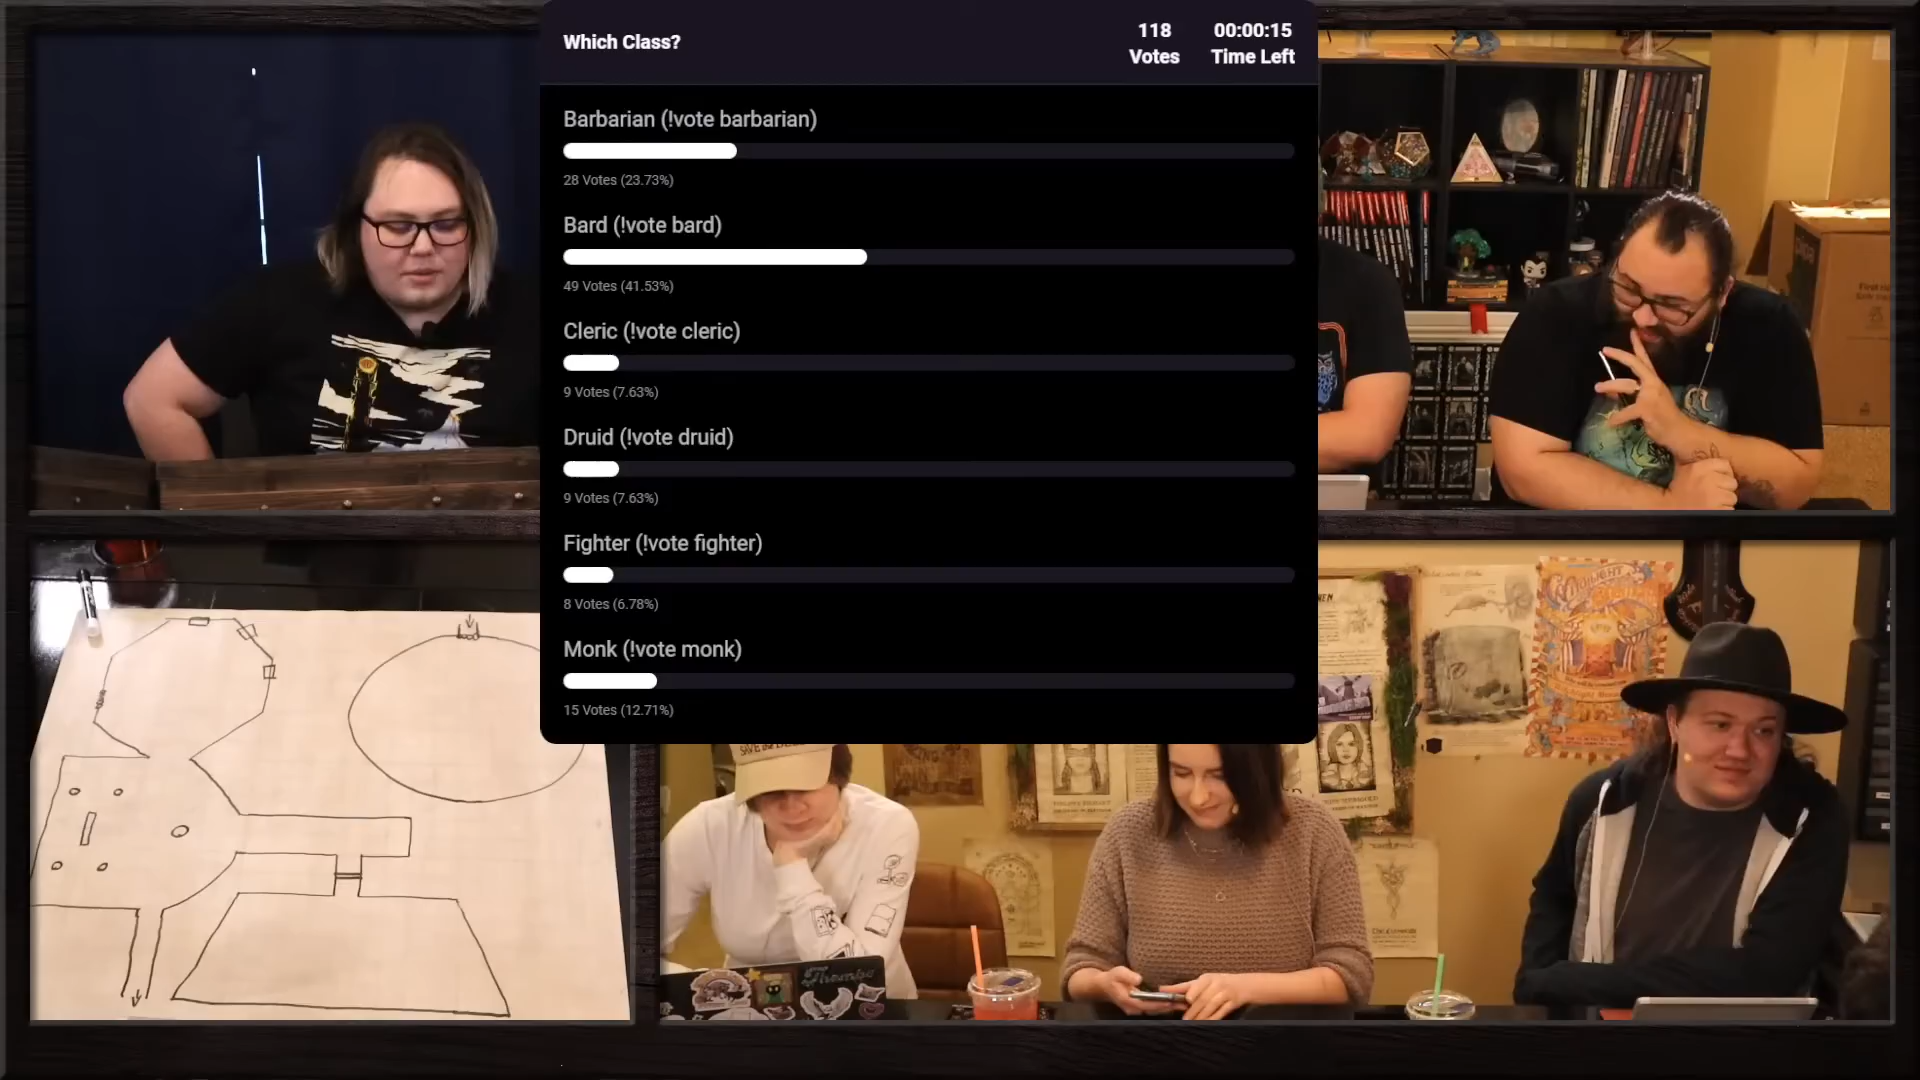 Which Class?
118
Votes
00:00:15
Time Left
Barbarian (!vote barbarian)
28 Votes (23.73%)
Bard (!vote bard)
49 Votes (41.53%)
Cleric (!vote cleric)
9 Votes (7.63%)
Druid (!vote druid)
9 Votes (7.63%)
Fighter (!vote fighter)
8 Votes (6.78%)
Monk (!vote monk)
15 Votes (12.71%)